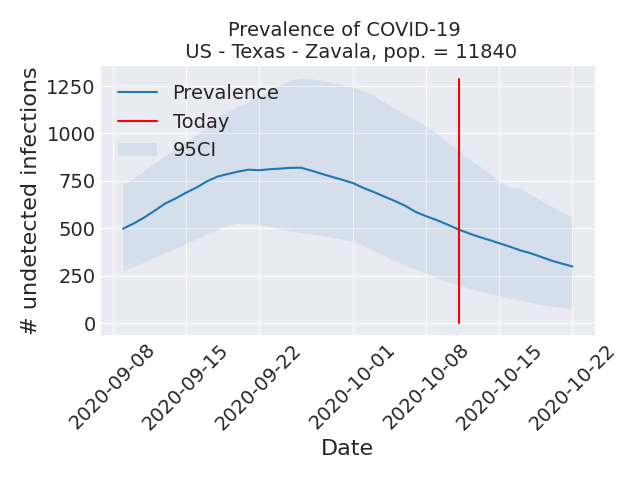 Prevalence of COVID-19
US - Texas - Zavala, pop. = 11840
# undetected infections
1250
1000
750
500
250
0
Prevalence
Today
95CI
2020-09-08
2020-09-15
2020-09-22
2020-10-01
2020-10-08
2020-10-15
2020-10-22
Date